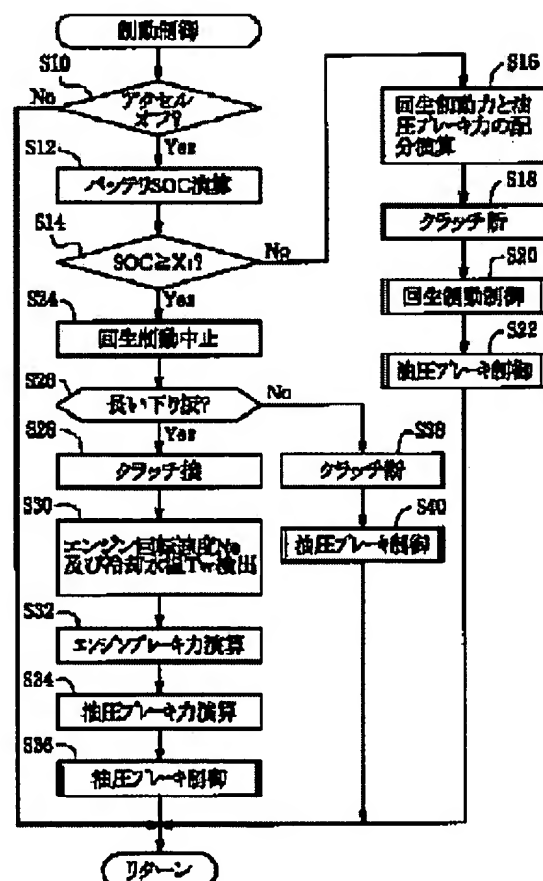 制動制御
S10
No
アクセル
オフ?
Yes
S12
バッテリSOC演算
S14
SOC≧X1?
No
Yes
S24
回生制動中止
S26
長い下り坂?
No
Yes
S28
クラッチ接
S30
エンジン回転速度Ne
及び冷却水温Tw検出
S32
エンジンブレーキ力演算
S34
油圧ブレーキ力演算
S36
油圧ブレーキ制御
S38
クラッチ断
S40
油圧ブレーキ制御
S16
回生制動力と油
圧ブレーキ力の配
分演算
S18
クラッチ断
S20
回生制動制御
S22
油圧ブレーキ制御
リターン